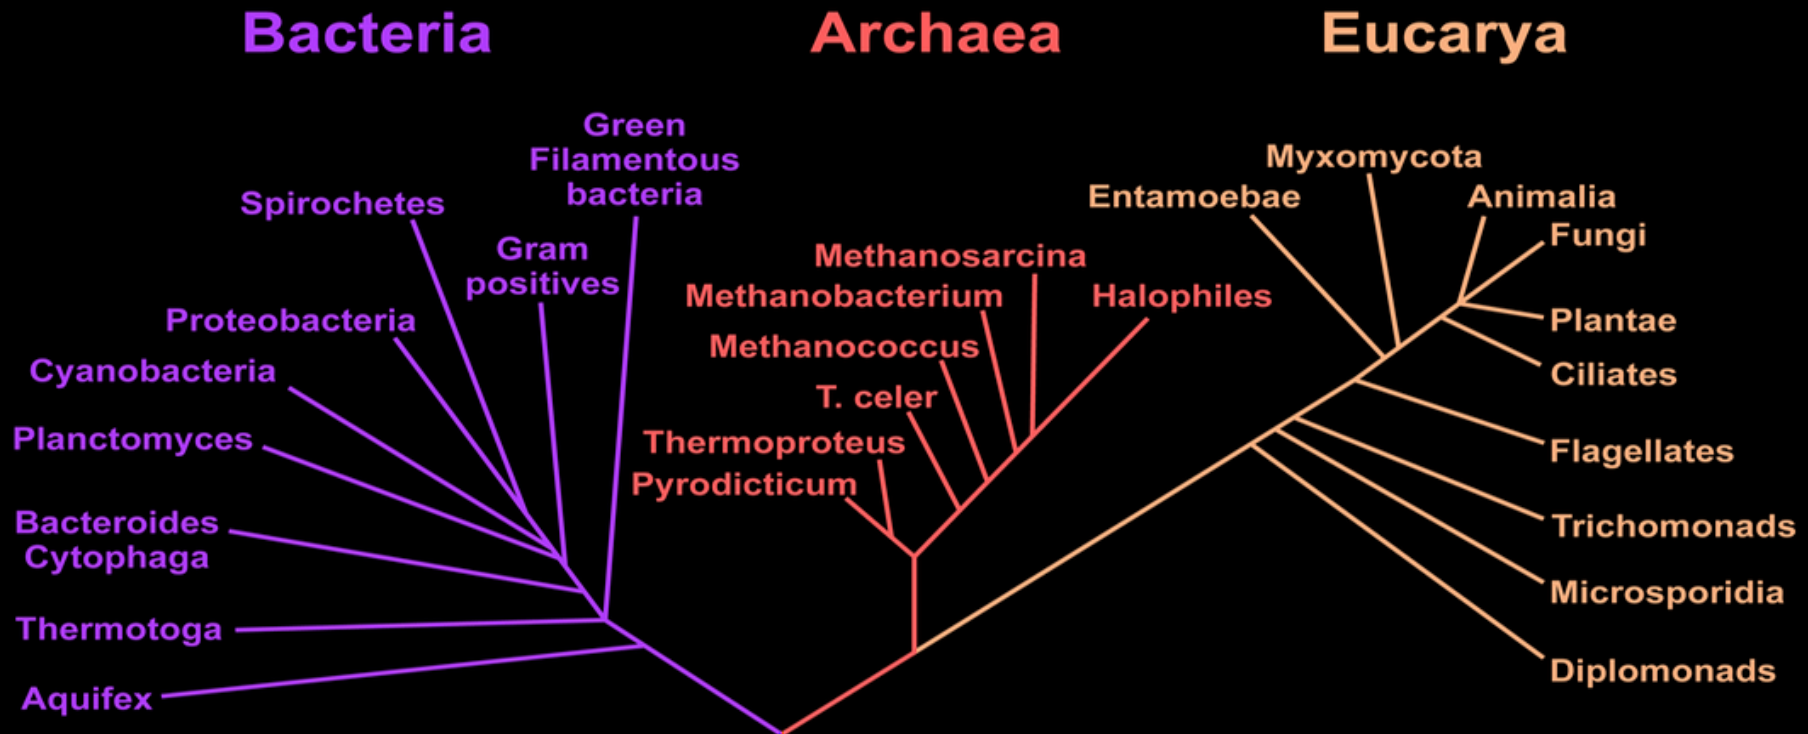 Bacteria
Archaea
Eucarya
Green
Filamentous
bacteria
Spirochetes
Gram
positives
Proteobacteria
Cyanobacteria
Planctomyces
Bacteroides
Cytophaga
Thermotoga
Aquifex
Methanosarcina
Methanobacterium
Halophiles
Methanococcus
T. celer
Thermoproteus
Pyrodicticum
Myxomycota
Entamoebae
Animalia
Fungi
Plantae
Ciliates
Flagellates
Trichomonads
Microsporidia
Diplomonads